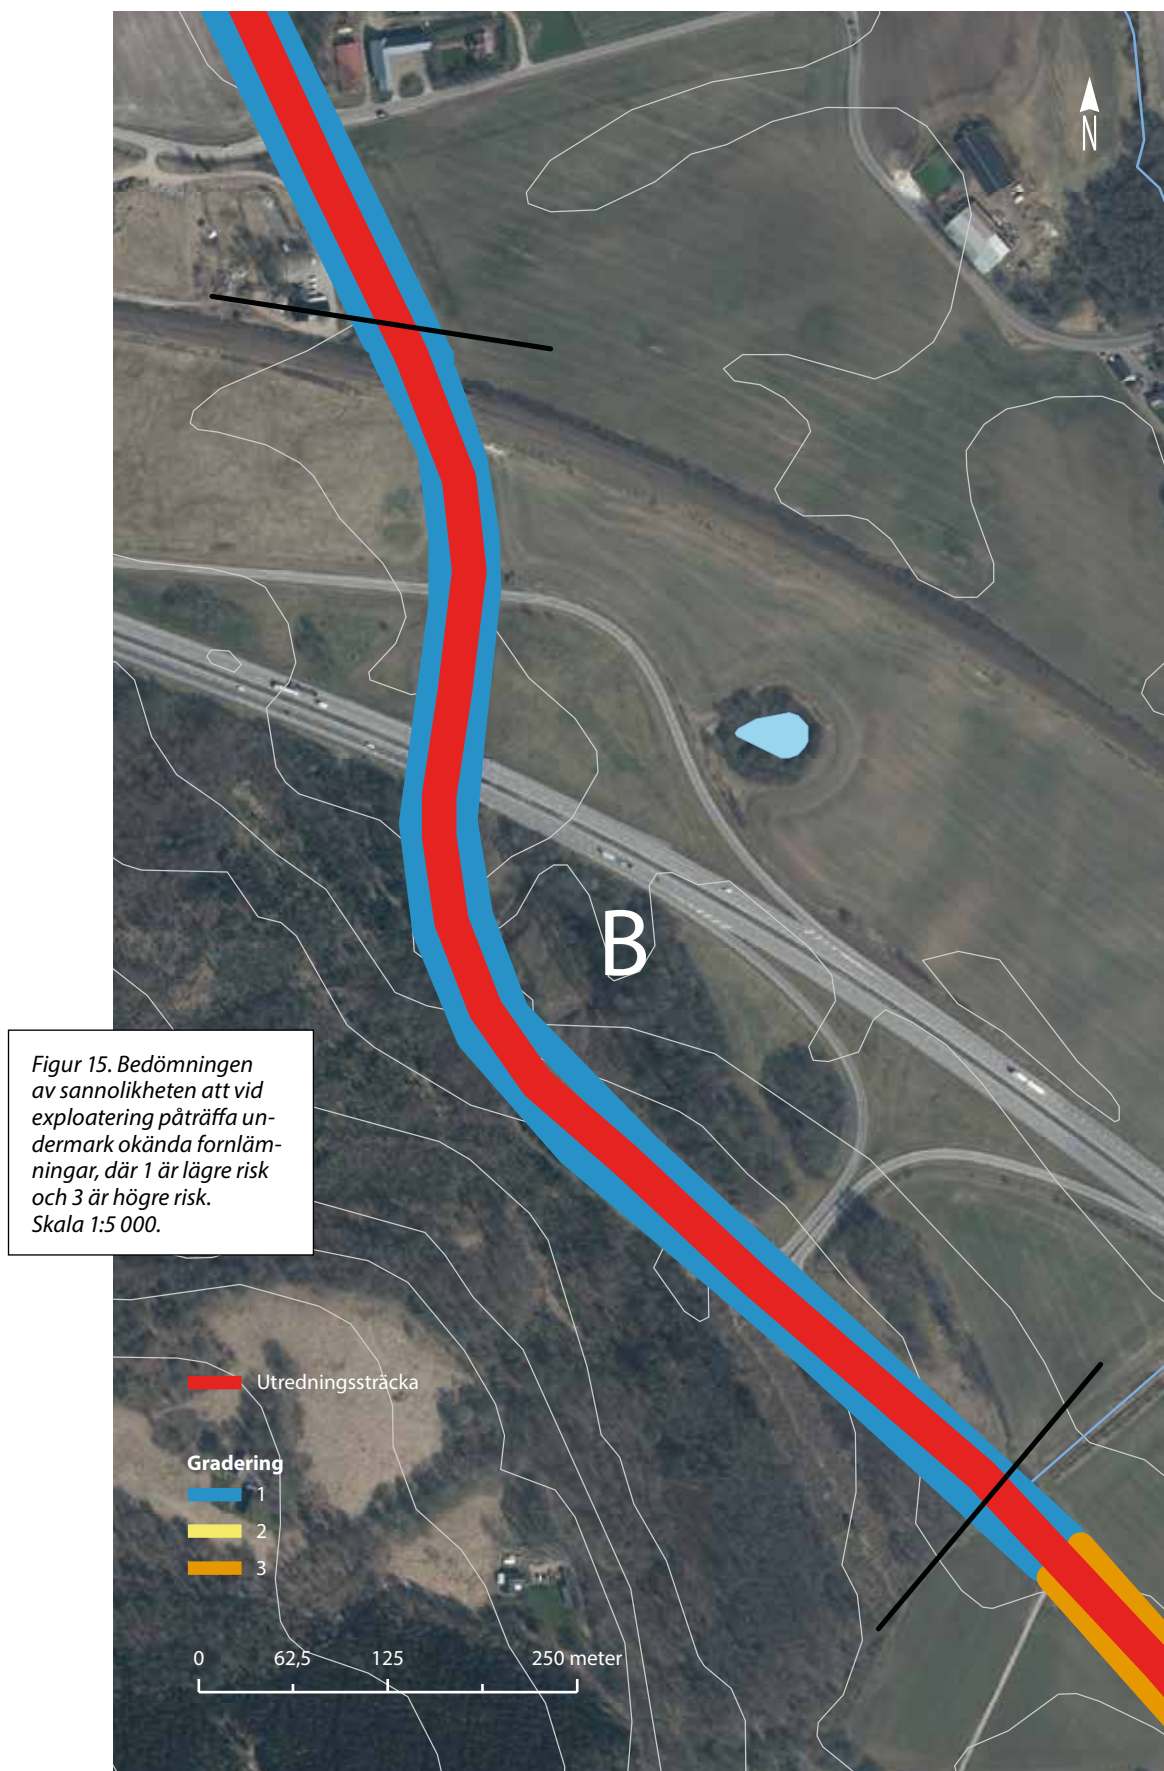 N
B
Figur 15. Bedömningen
av sannolikheten att vid
exploatering påträffa un-
dermark okända fornläm-
ningar, där 1 är lägre risk
och 3 är högre risk.
Skala 1:5 000.
Utredningssträcka
Gradering
1
2
3
0 62,5 125 250 meter